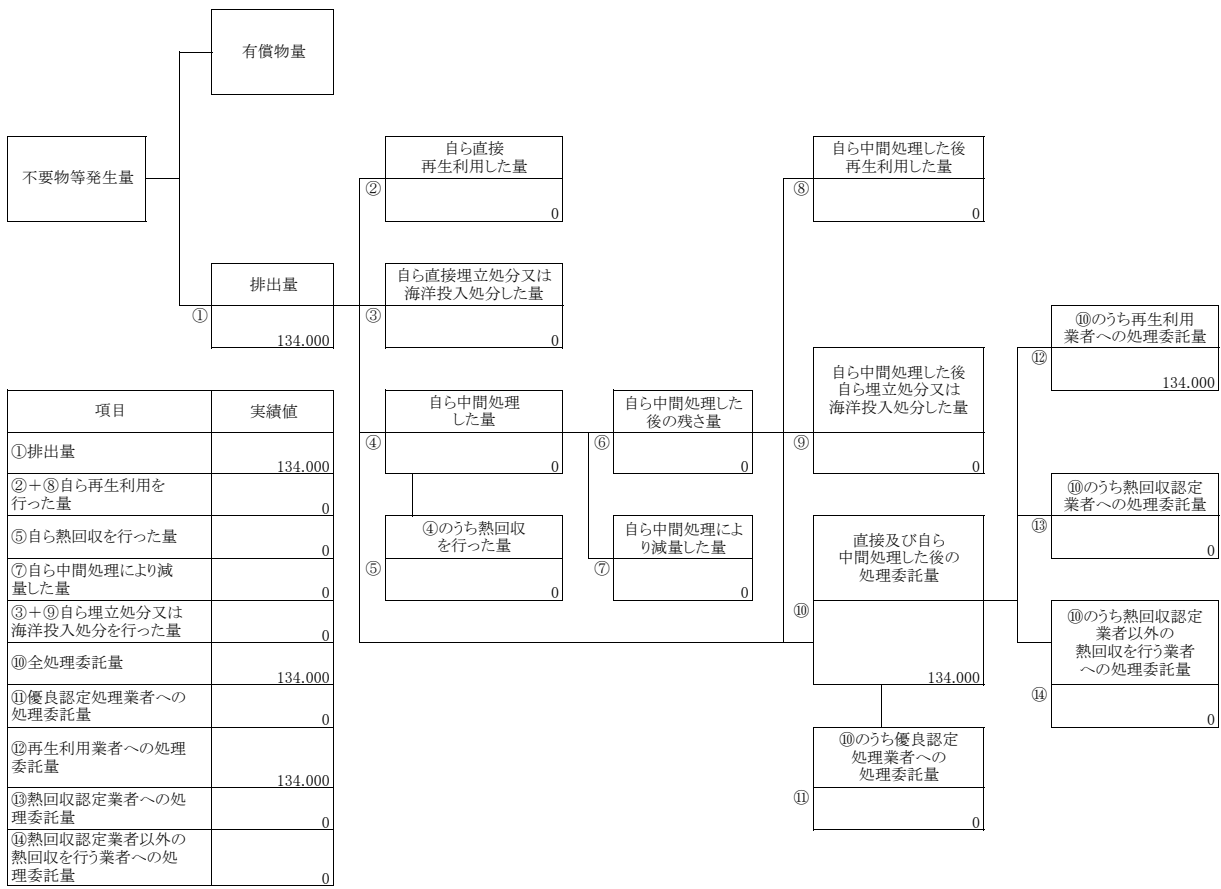 有償物量
不要物等発生量
排出量
①
134.000
自ら直接
再生利用した量
②
0
自ら直接埋立処分又は
海洋投入処分した量
③
0
自ら中間処理
した量
④
0
④のうち熱回収
を行った量
⑤
0
自ら中間処理した
後の残さ量
⑥
0
自ら中間処理によ
り減量した量
⑦
0
自ら中間処理した後
再生利用した量
⑧
0
自ら中間処理した後
自ら埋立処分又は
海洋投入処分した量
⑨
0
直接及び自ら
中間処理した後の
処理委託量
⑩
134.000
⑩のうち優良認定
処理業者への
処理委託量
⑪
0
⑩のうち再生利用
業者への処理委託量
⑫
134.000
⑩のうち熱回収認定
業者への処理委託量
⑬
0
⑩のうち熱回収認定
業者以外の
熱回収を行う業者
への処理委託量
⑭
0
項目 実績値
①排出量
134.000
②+⑧自ら再生利用を
行った量
0
⑤自ら熱回収を行った量
0
⑦自ら中間処理により減
量した量
0
③+⑨自ら埋立処分又は
海洋投入処分を行った量
0
⑩全処理委託量
134.000
⑪優良認定処理業者への
処理委託量
0
⑫再生利用業者への処理
委託量
134.000
⑬熱回収認定業者への処
理委託量
0
⑭熱回収認定業者以外の
熱回収を行う業者への処
理委託量
0